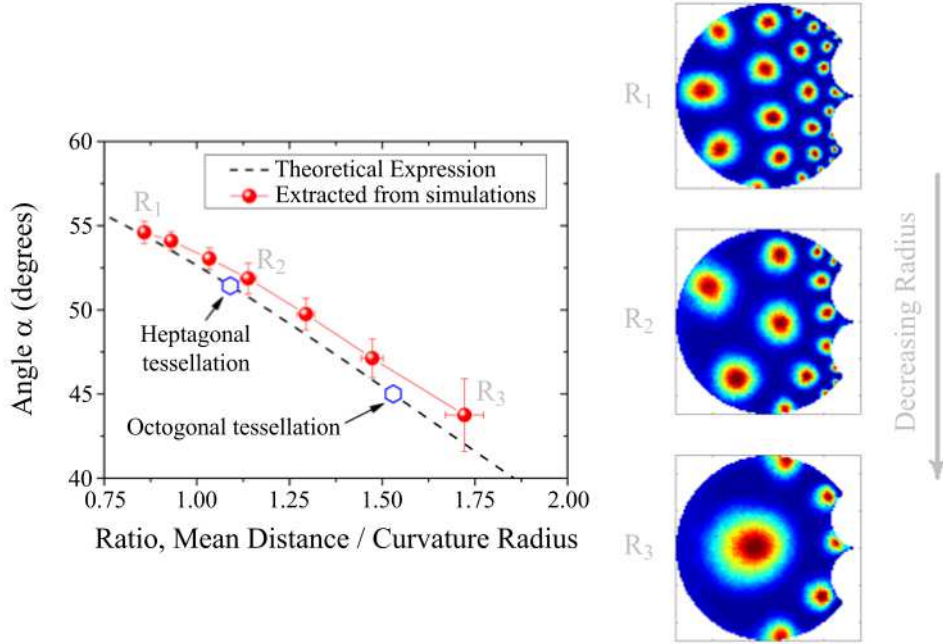 60
55
50
45
40
0.75
1.00
1.25
1.50
1.75
2.00
Angle α (degrees)
Ratio, Mean Distance / Curvature Radius
Theoretical Expression
Extracted from simulations
R1
R2
R3
Heptagonal
tessellation
Octogonal tessellation
R1
R2
R3
Decreasing Radius